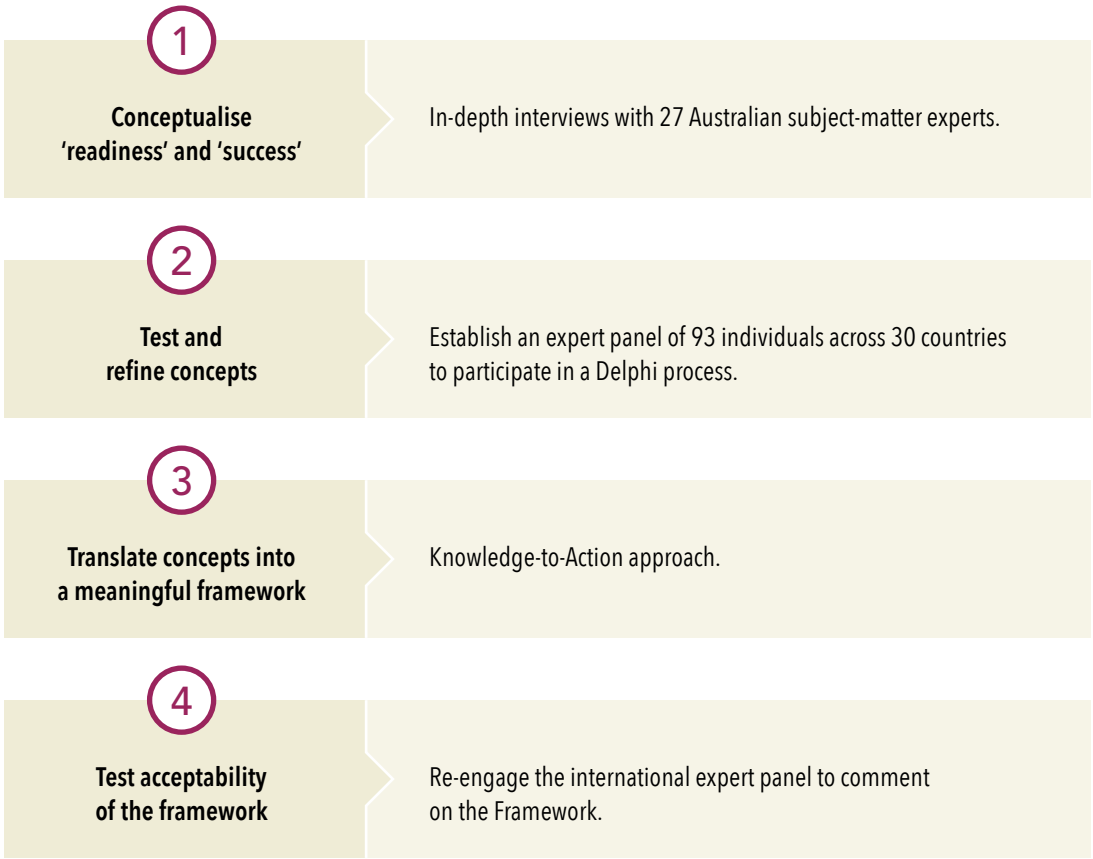 1
Conceptualise
‘readiness’ and ‘success’
In-depth interviews with 27 Australian subject-matter experts.
2
Test and
refine concepts
Establish an expert panel of 93 individuals across 30 countries
to participate in a Delphi process.
3
Translate concepts into
a meaningful framework
Knowledge-to-Action approach.
4
Test acceptability
of the framework
Re-engage the international expert panel to comment
on the Framework.